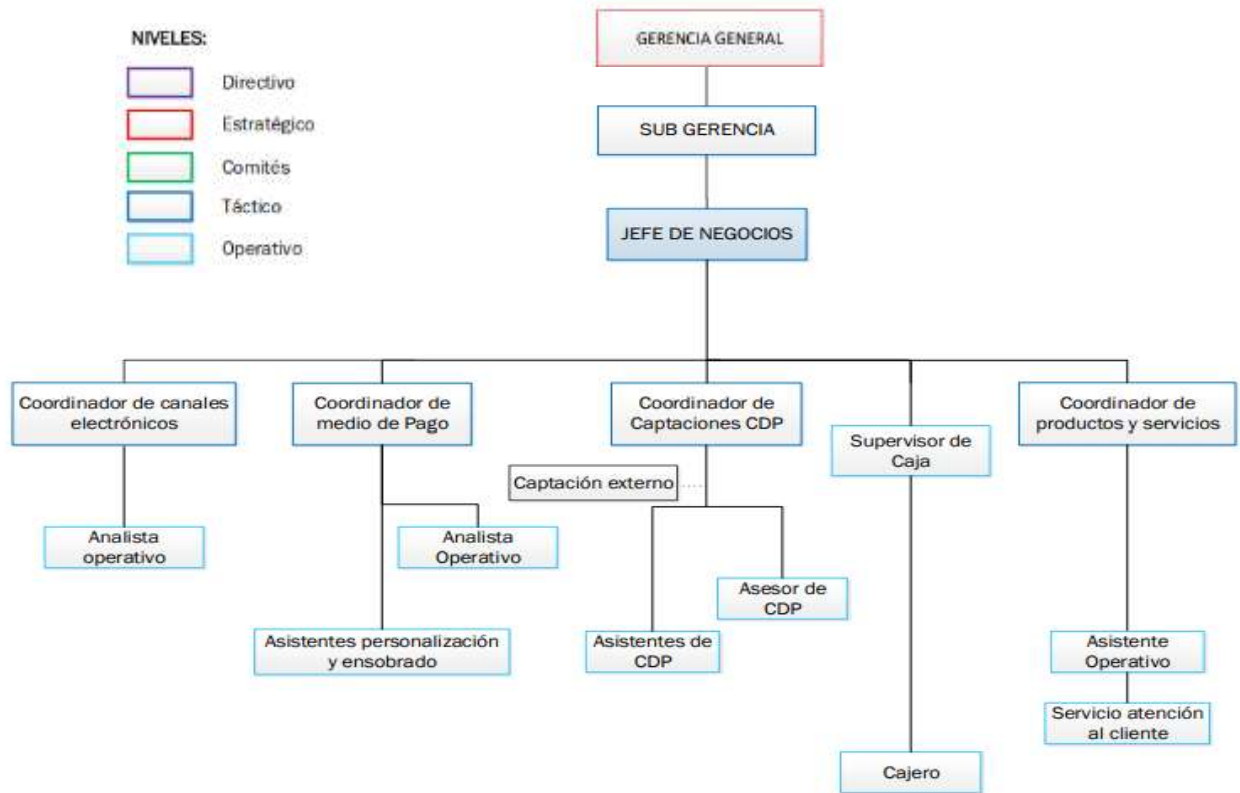 NIVELES:
Directivo
Estratégico
Comités
Táctico
Operativo
GERENCIA GENERAL
SUB GERENCIA
JEFE DE NEGOCIOS
Coordinador de canales
electrónicos
Coordinador de
medio de Pago
Coordinador de
Captaciones CDP
Supervisor de
Caja
Coordinador de
productos y servicios
Captación externo
Analista
operativo
Analista
Operativo
Asesor de
CDP
Asistentes personalización
y ensobrado
Asistentes de
CDP
Asistente
Operativo
Servicio atención
al cliente
Cajero